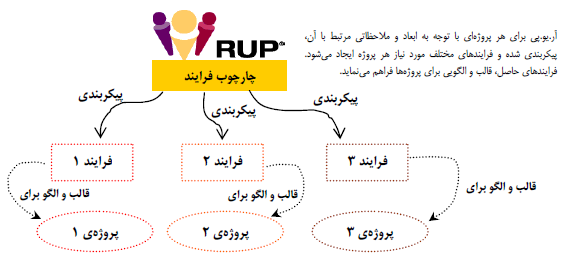 آر.یو.پی برای هر پروژه‌ای با توجه به ابعاد و ملاحظاتی مرتبط با آن،
پیکربندی شده و فرایندهای مختلف مورد نیاز هر پروژه ایجاد می‌شود.
فرایندهای حاصل، قالب و الگویی برای پروژه‌ها فراهم می‌نماید.
RUP
چارچوب فرایند
پیکربندی
پیکربندی
پیکربندی
فرایند ۳
فرایند ۲
فرایند ۱
قالب و الگو برای
قالب و الگو برای
قالب و الگو برای
پروژه‌ی ۳
پروژه‌ی ۲
پروژه‌ی ۱